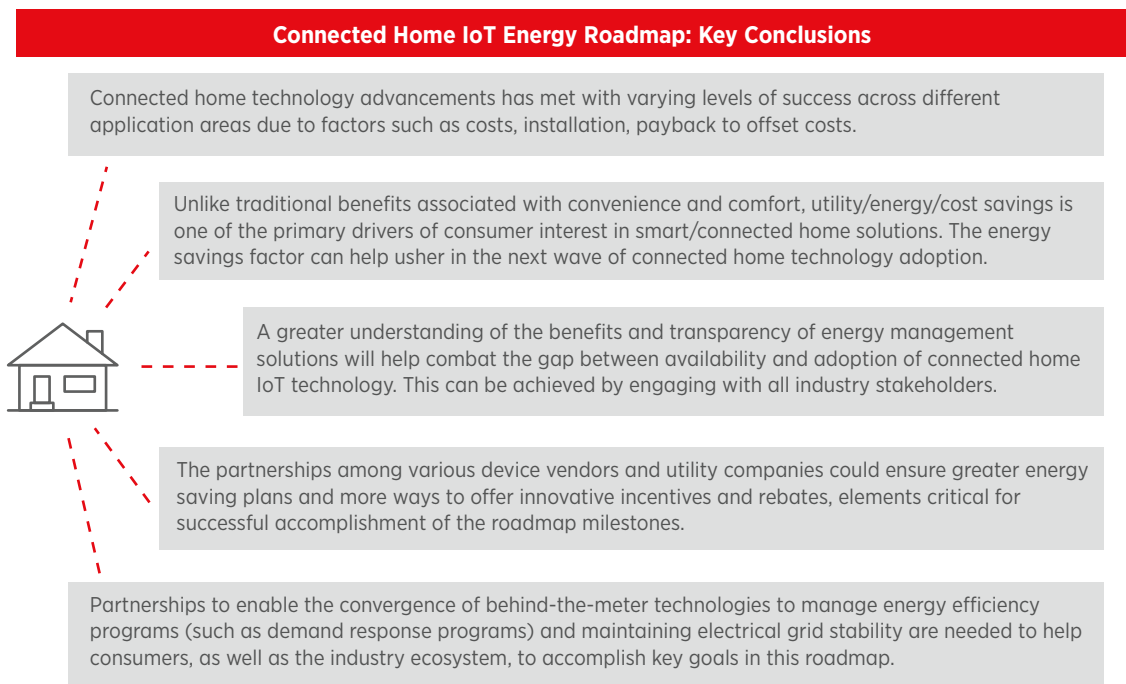 Connected Home IoT Energy Roadmap: Key Conclusions
Connected home technology advancements has met with varying levels of success across different
application areas due to factors such as costs, installation, payback to offset costs.
Unlike traditional benefits associated with convenience and comfort, utility/energy/cost savings is
one of the primary drivers of consumer interest in smart/connected home solutions. The energy
savings factor can help usher in the next wave of connected home technology adoption.
A greater understanding of the benefits and transparency of energy management
solutions will help combat the gap between availability and adoption of connected home
IoT technology. This can be achieved by engaging with all industry stakeholders.
The partnerships among various device vendors and utility companies could ensure greater energy
saving plans and more ways to offer innovative incentives and rebates, elements critical for
successful accomplishment of the roadmap milestones.
Partnerships to enable the convergence of behind-the-meter technologies to manage energy efficiency
programs (such as demand response programs) and maintaining electrical grid stability are needed to help
consumers, as well as the industry ecosystem, to accomplish key goals in this roadmap.